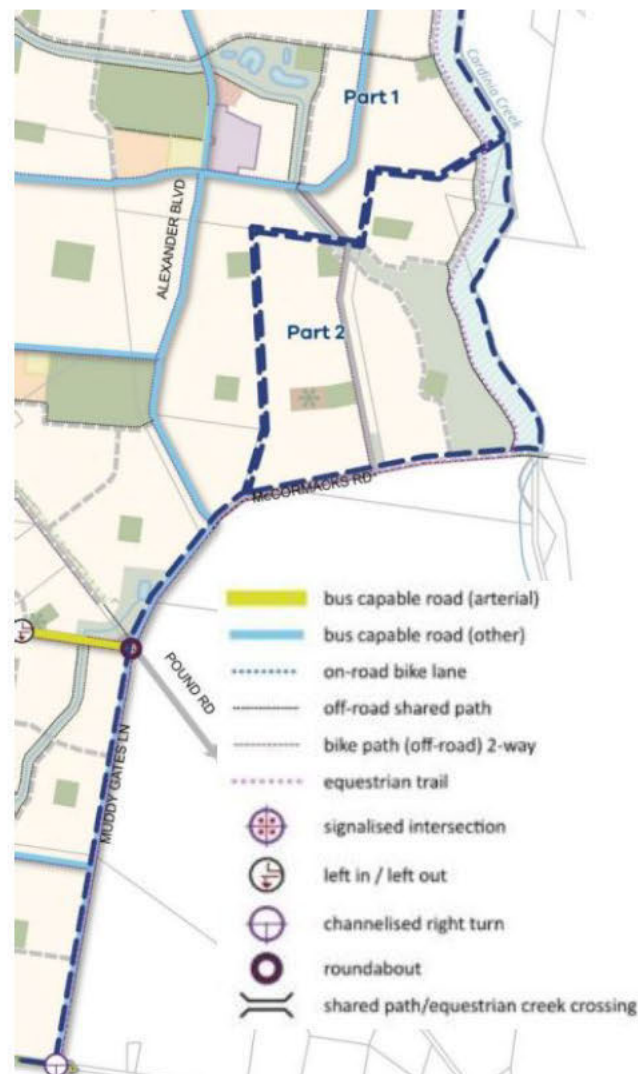 Cardinia Creek
Part 1
ALEXANDER BLVD
Part 2
McCORMACKS RD
POUND RD
MUDDY GATES LN
bus capable road (arterial)
bus capable road (other)
on-road bike lane
off-road shared path
bike path (off-road) 2-way
equestrian trail
signalised intersection
left in / left out
channelised right turn
roundabout
shared path/equestrian creek crossing